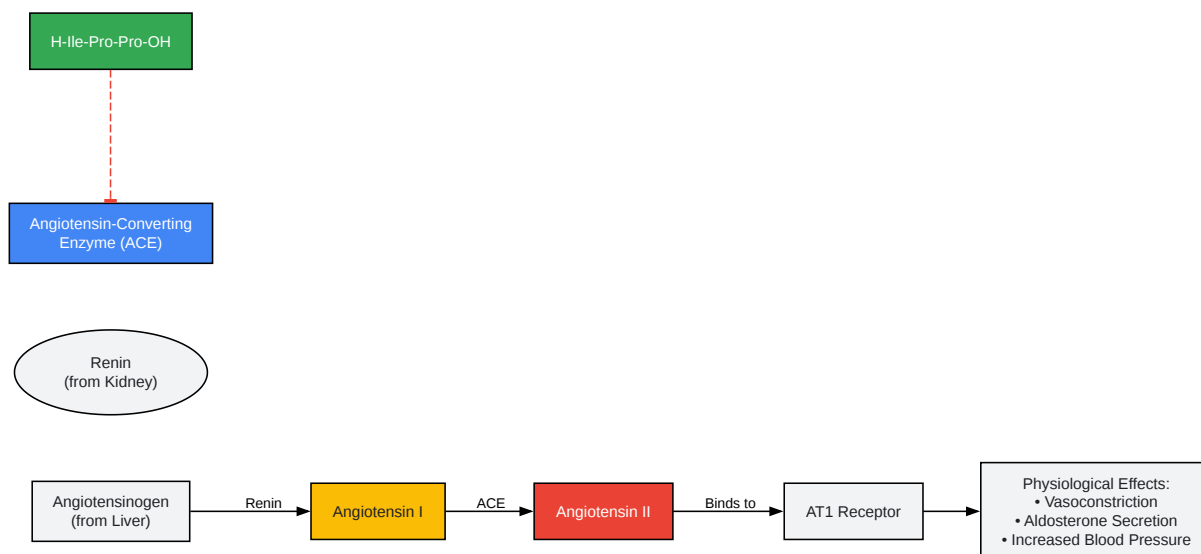 H-Ile-Pro-Pro-OH
Angiotensin-Converting
Enzyme (ACE)
Renin
(from Kidney)
Angiotensinogen
(from Liver)
Renin
Angiotensin I
ACE
Angiotensin II
Binds to
AT1 Receptor
Physiological Effects:
• Vasoconstriction
• Aldosterone Secretion
• Increased Blood Pressure